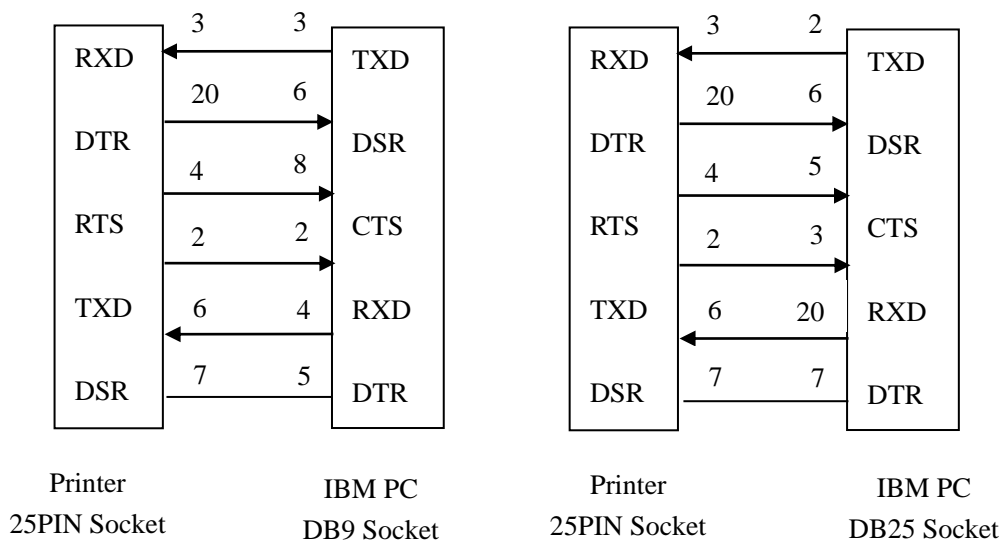 3 3
RXD TXD
20 6
DTR DSR
4 8
RTS CTS
2 2
TXD RXD
6 4
DSR DTR
7 5
Printer IBM PC
25PIN Socket DB9 Socket
3 2
RXD TXD
20 6
DTR DSR
4 5
RTS CTS
2 3
TXD RXD
6 20
DSR DTR
7 7
Printer IBM PC
25PIN Socket DB25 Socket